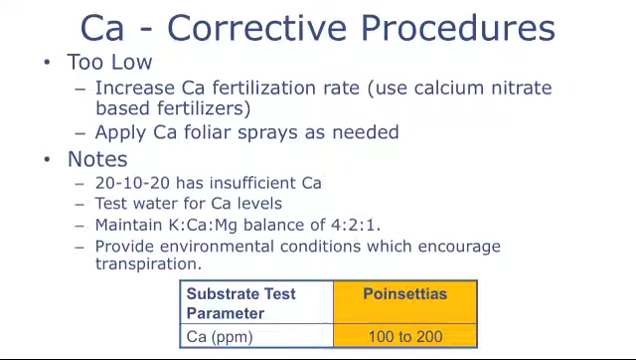 Ca - Corrective Procedures
• Too Low
– Increase Ca fertilization rate (use calcium nitrate
based fertilizers)
– Apply Ca foliar sprays as needed
• Notes
– 20-10-20 has insufficient Ca
– Test water for Ca levels
– Maintain K:Ca:Mg balance of 4:2:1.
– Provide environmental conditions which encourage
transpiration.
Substrate Test Poinsettias
Parameter
Ca (ppm) 100 to 200